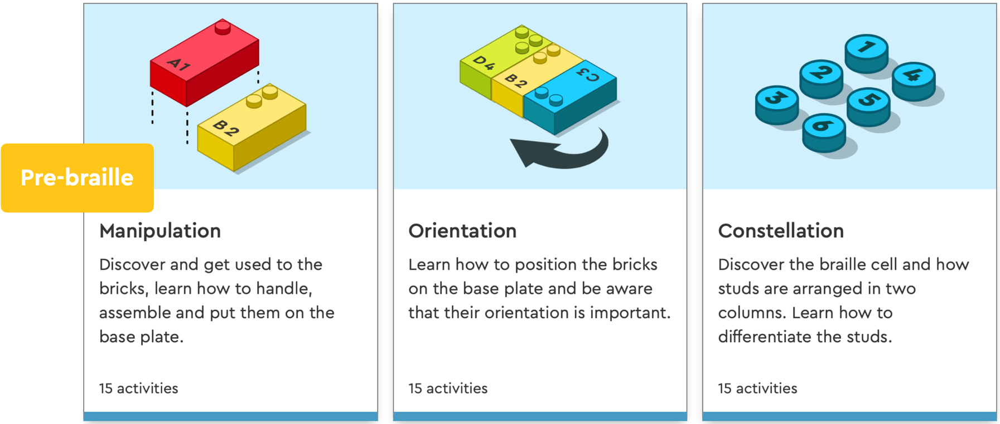 Pre-braille
A1
B2
Manipulation
Discover and get used to the
bricks, learn how to handle,
assemble and put them on the
base plate.
15 activities
D4
B2
C3
Orientation
Learn how to position the bricks
on the base plate and be aware
that their orientation is important.
15 activities
1
2
4
3
5
6
Constellation
Discover the braille cell and how
studs are arranged in two
columns. Learn how to
differentiate the studs.
15 activities